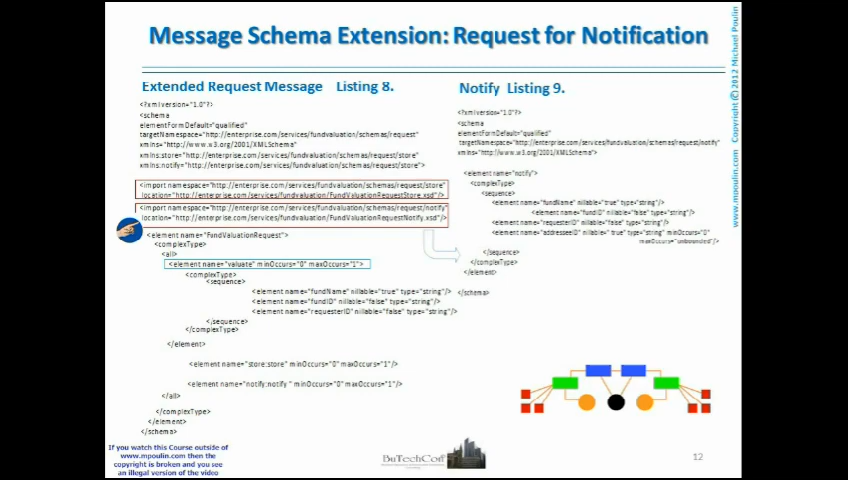 Message Schema Extension: Request for Notification
Extended Request Message Listing 8.
<?xml version="1.0"?>
<schema
elementFormDefault="qualified"
targetNamespace="http://enterprise.com/services/fundvaluation/schemas/request"
xmlns="http://www.w3.org/2001/XMLSchema"
xmlns:store="http://enterprise.com/services/fundvaluation/schemas/request/store"
xmlns:notify="http://enterprise.com/services/fundvaluation/schemas/request/store">
<import namespace="http://enterprise.com/services/fundvaluation/schemas/request/store"
location="http://enterprise.com/services/fundvaluation/FundValuationRequestStore.xsd"/>
<import namespace="http://enterprise.com/services/fundvaluation/schemas/request/notify"
location="http://enterprise.com/services/fundvaluation/FundValuationRequestNotify.xsd"/>
<element name="FundValuationRequest">
<complexType>
<all>
<element name="valuate" minOccurs="0" maxOccurs="1">
<complexType>
<sequence>
<element name="fundName" nillable="true" type="string"/>
<element name="fundID" nillable="false" type="string"/>
<element name="requesterID" nillable="false" type="string"/>
</sequence>
</complexType>
</element>
<element name="store:store" minOccurs="0" maxOccurs="1"/>
<element name="notify:notify " minOccurs="0" maxOccurs="1"/>
</all>
</complexType>
</element>
</schema>
Notify Listing 9.
<?xml version="1.0"?>
<schema
elementFormDefault="qualified"
targetNamespace="http://enterprise.com/services/fundvaluation/schemas/request/notify"
xmlns="http://www.w3.org/2001/XMLSchema">
<element name="notify">
<complexType>
<sequence>
<element name="fundName" nillable="true" type="string"/>
<element name="fundID" nillable="false" type="string"/>
<element name="requesterID" nillable="false" type="string"/>
<element name="addresseeID" nillable=" true" type="string" minOccurs="0"
maxOccurs="unbounded"/>
</sequence>
</complexType>
</element>
</schema>
www.mpoulin.com Copyright (c) 2012 Michael Poulin
If you watch this Course outside of
www.mpoulin.com then the
copyright is broken and you see
an illegal version of the video
BuTechCon
12